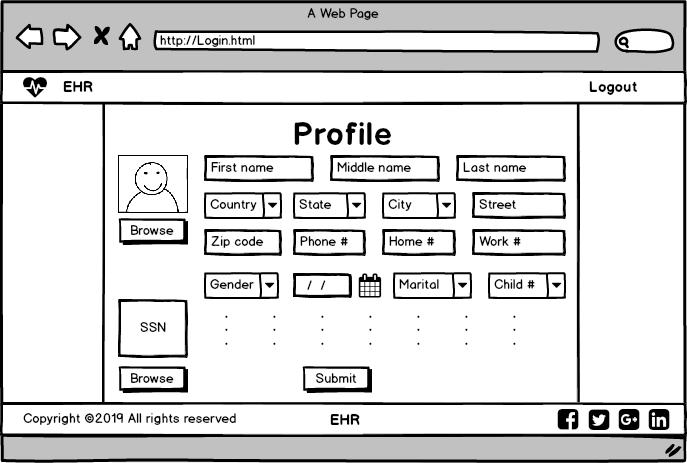 A Web Page
http://Login.html
EHR Logout
Profile
First name Middle name Last name
Country State City Street
Browse
Zip code Phone # Home # Work #
Gender / / Marital Child #
SSN
Browse Submit
Copyright ©2019 All rights reserved EHR